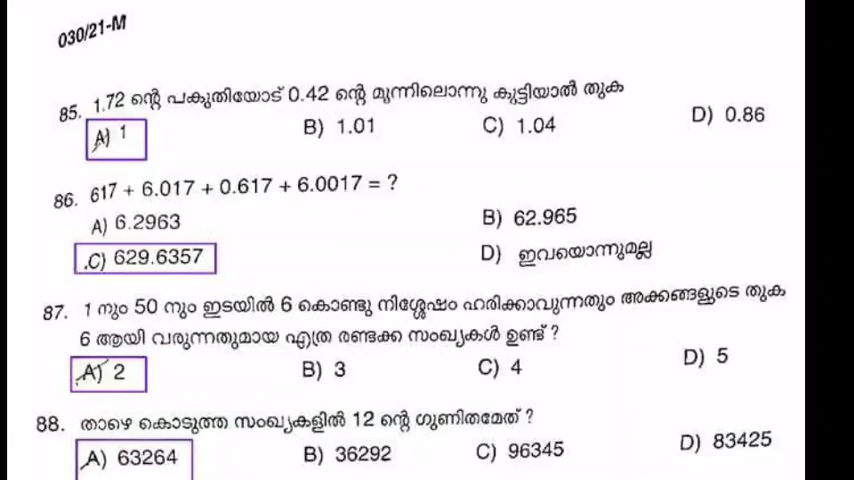 030/21-M
85. 1.72 ന്റെ പകുതിയോട് 0.42 ന്റെ മൂന്നിലൊന്നു കൂട്ടിയാൽ തുക
A) 1 B) 1.01 C) 1.04 D) 0.86
86. 617 + 6.017 + 0.617 + 6.0017 = ?
A) 6.2963 B) 62.965
C) 629.6357 D) ഇവയൊന്നുമല്ല
87. 1 നും 50 നും ഇടയിൽ 6 കൊണ്ടു നിശ്ശേഷം ഹരിക്കാവുന്നതും അക്കങ്ങളുടെ തുക
6 ആയി വരുന്നതുമായ എത്ര രണ്ടക്ക സംഖ്യകൾ ഉണ്ട് ?
A) 2 B) 3 C) 4 D) 5
88. താഴെ കൊടുത്ത സംഖ്യകളിൽ 12 ന്റെ ഗുണിതമേത് ?
A) 63264 B) 36292 C) 96345 D) 83425